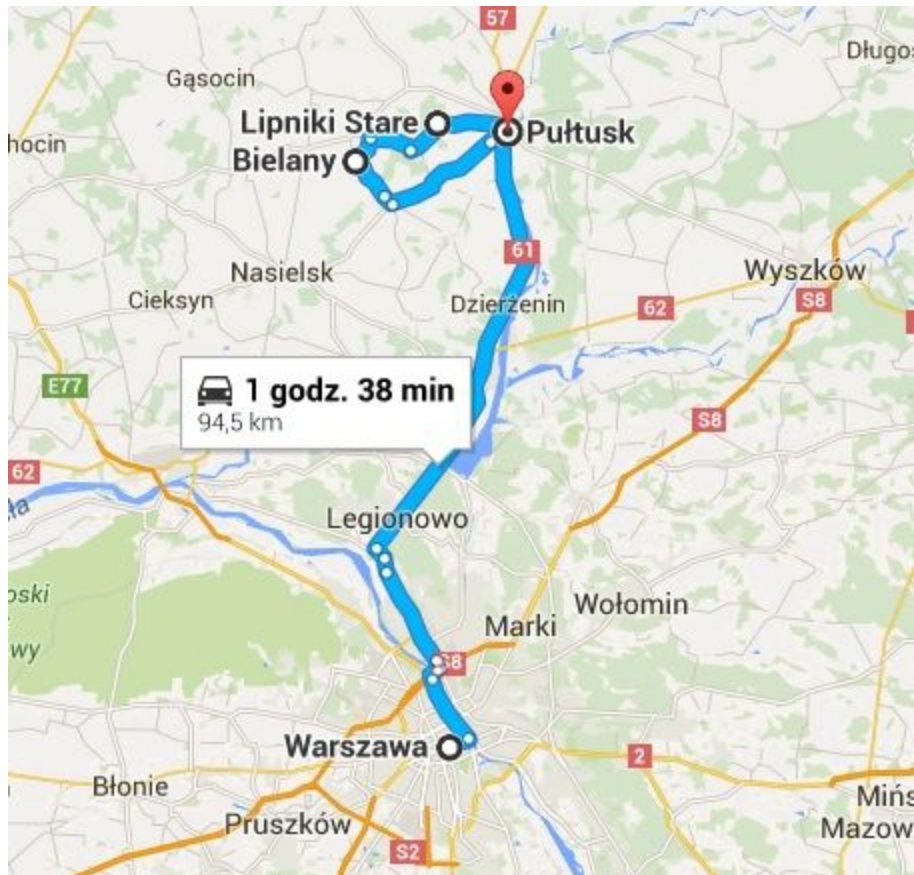 57
Gąsocin
Długos
Lipniki Stare
Pułtusk
hocin
Bielany
61
Nasielsk
Wyszków
Cieksyn
Dzierżenin
62
S8
E77
1 godz. 38 min
94,5 km
S8
62
ła
Legionowo
oski
Wołomin
wy
Marki
S8
Warszawa
2
Błonie
Mińs
Pruszków
Mazow
S2